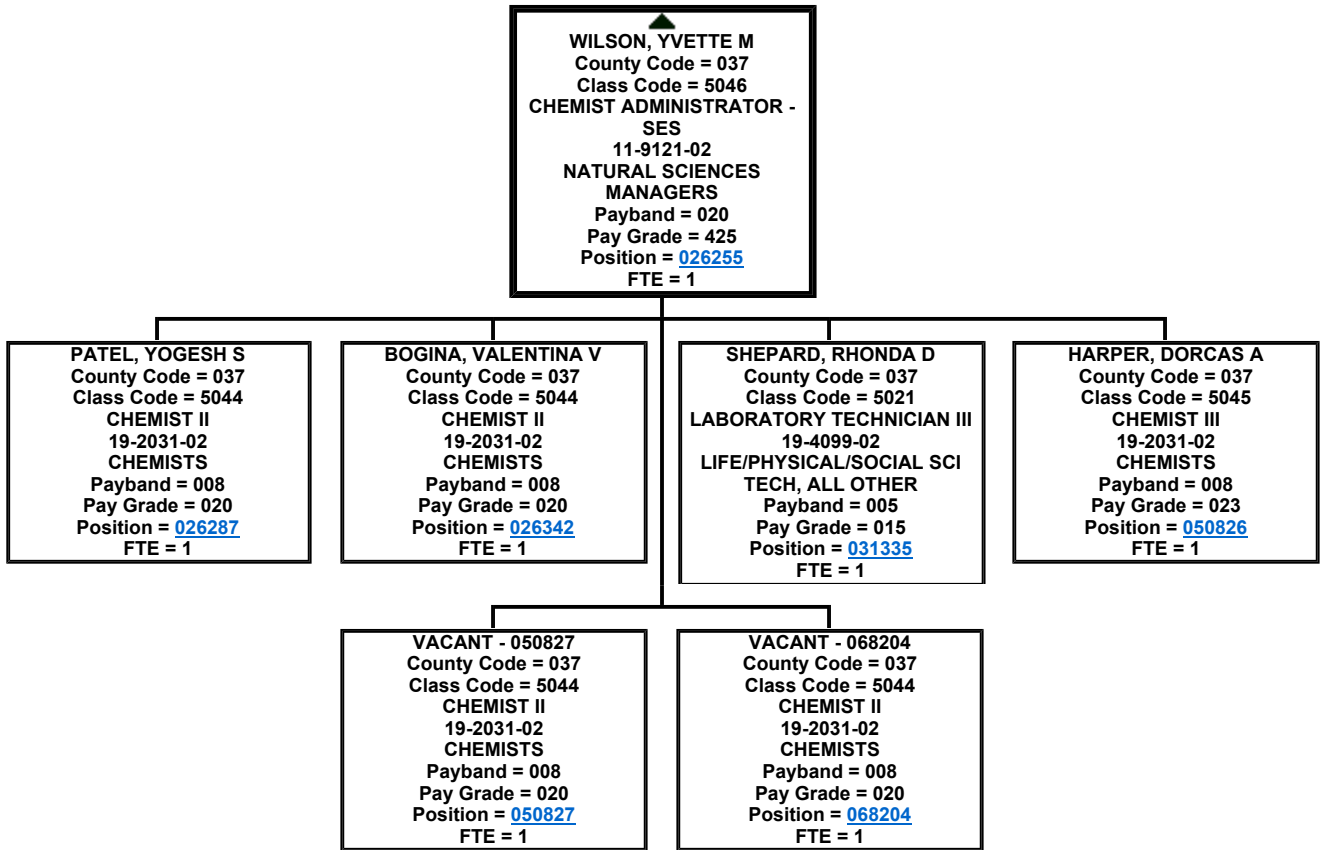 WILSON, YVETTE M
County Code = 037
Class Code = 5046
CHEMIST ADMINISTRATOR -
SES
11-9121-02
NATURAL SCIENCES
MANAGERS
Payband = 020
Pay Grade = 425
Position = 026255
FTE = 1
PATEL, YOGESH S
County Code = 037
Class Code = 5044
CHEMIST II
19-2031-02
CHEMISTS
Payband = 008
Pay Grade = 020
Position = 026287
FTE = 1
BOGINA, VALENTINA V
County Code = 037
Class Code = 5044
CHEMIST II
19-2031-02
CHEMISTS
Payband = 008
Pay Grade = 020
Position = 026342
FTE = 1
SHEPARD, RHONDA D
County Code = 037
Class Code = 5021
LABORATORY TECHNICIAN III
19-4099-02
LIFE/PHYSICAL/SOCIAL SCI
TECH, ALL OTHER
Payband = 005
Pay Grade = 015
Position = 031335
FTE = 1
HARPER, DORCAS A
County Code = 037
Class Code = 5045
CHEMIST III
19-2031-02
CHEMISTS
Payband = 008
Pay Grade = 023
Position = 050826
FTE = 1
VACANT - 050827
County Code = 037
Class Code = 5044
CHEMIST II
19-2031-02
CHEMISTS
Payband = 008
Pay Grade = 020
Position = 050827
FTE = 1
VACANT - 068204
County Code = 037
Class Code = 5044
CHEMIST II
19-2031-02
CHEMISTS
Payband = 008
Pay Grade = 020
Position = 068204
FTE = 1